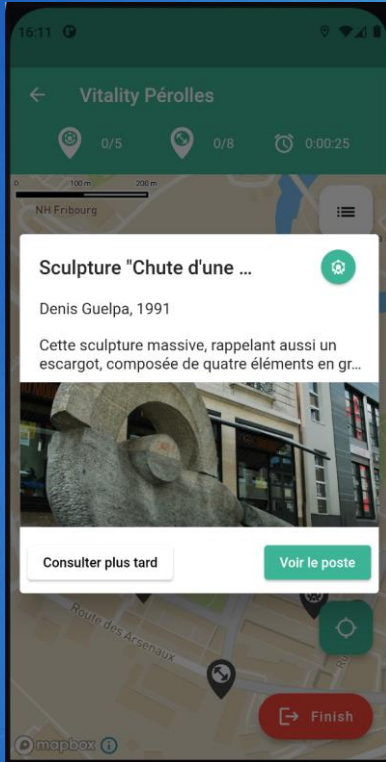 16:11
Vitality Pérolles
0/5
0/8
0:00:25
0
100 m
200 m
NH Fribourg
Sculpture "Chute d'une ...
Denis Guelpa, 1991
Cette sculpture massive, rappelant aussi un
escargot, composée de quatre éléments en gr...
Consulter plus tard
Voir le poste
Route des Arsenaux
Finish
mapbox